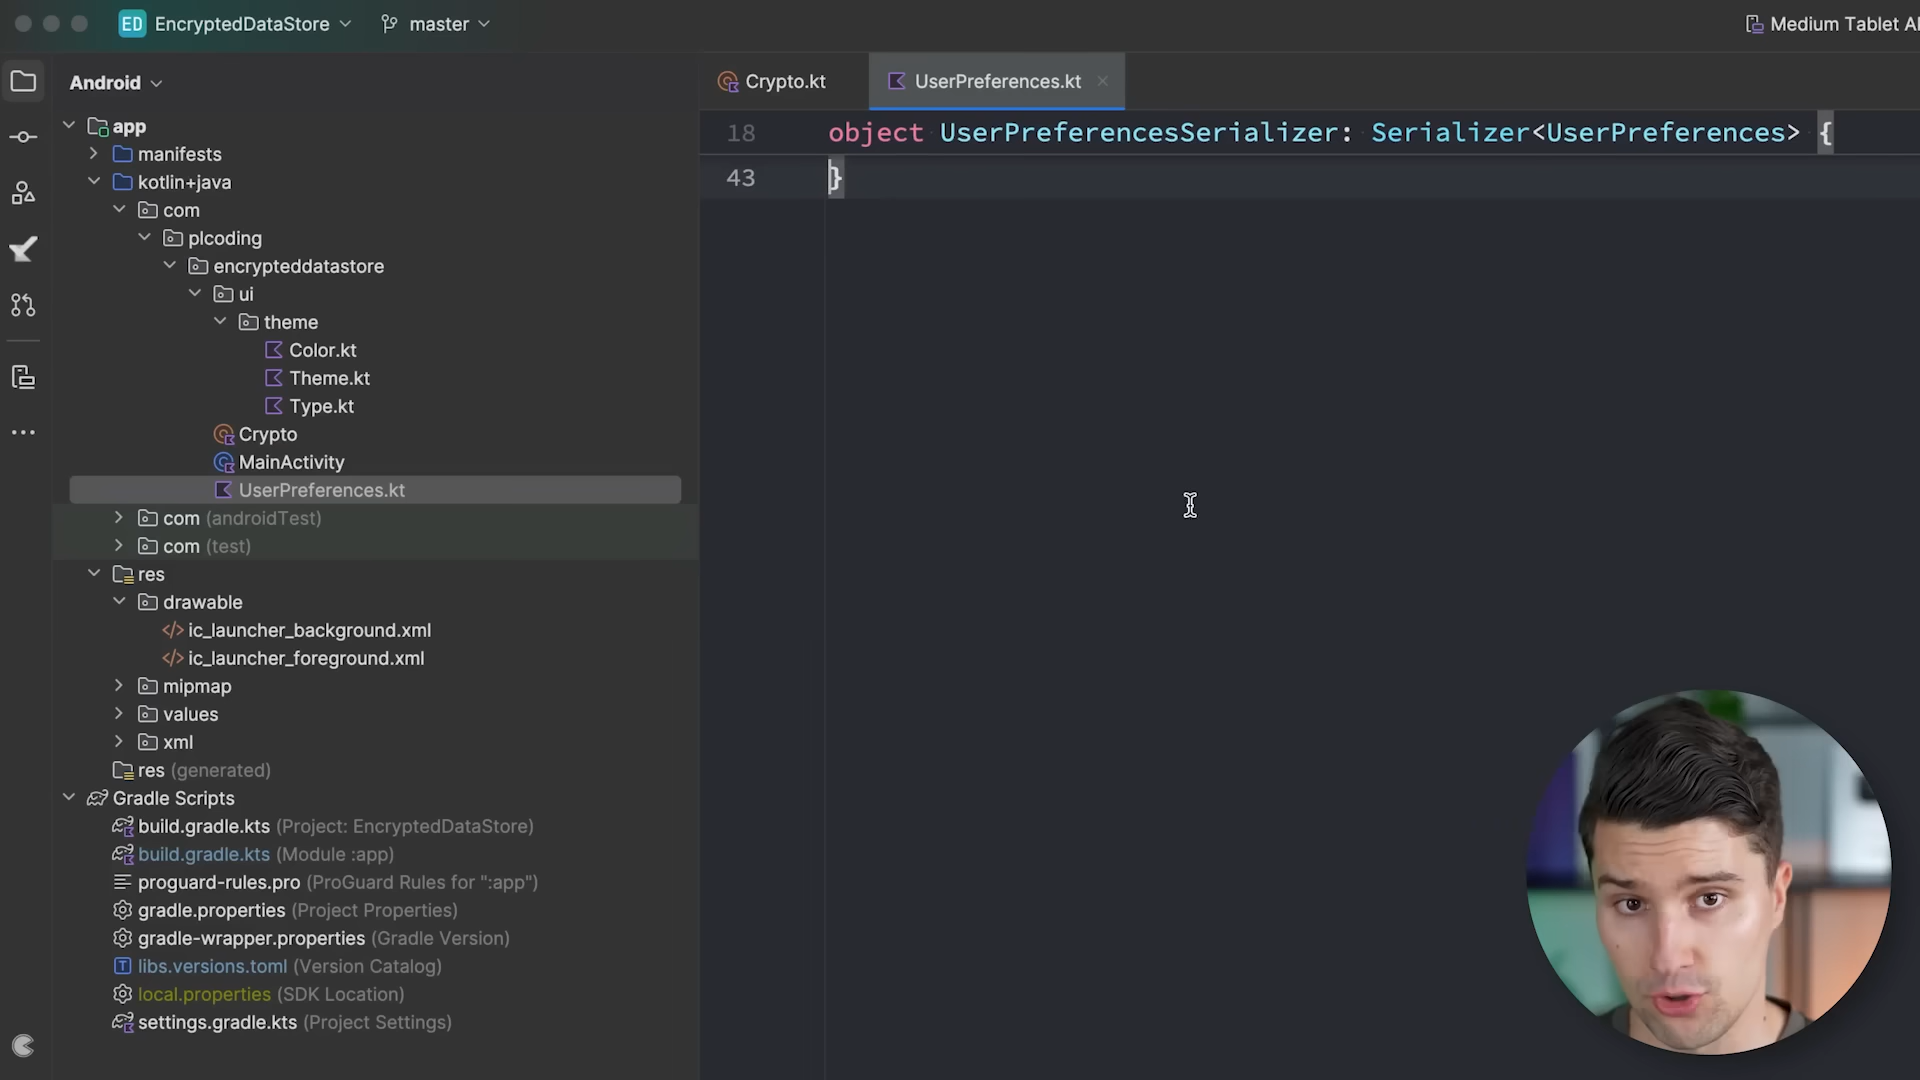 ED EncryptedDataStore master Medium Tablet AP
Android
Crypto.kt UserPreferences.kt
app
manifests
kotlin+java
com
plcoding
encrypteddatastore
ui
theme
Color.kt
Theme.kt
Type.kt
Crypto
MainActivity
UserPreferences.kt
com (androidTest)
com (test)
res
drawable
</> ic_launcher_background.xml
</> ic_launcher_foreground.xml
mipmap
values
xml
res (generated)
Gradle Scripts
build.gradle.kts (Project: EncryptedDataStore)
build.gradle.kts (Module :app)
proguard-rules.pro (ProGuard Rules for ":app")
gradle.properties (Project Properties)
gradle-wrapper.properties (Gradle Version)
T libs.versions.toml (Version Catalog)
local.properties (SDK Location)
settings.gradle.kts (Project Settings)
18 object UserPreferencesSerializer: Serializer<UserPreferences> {
43 }